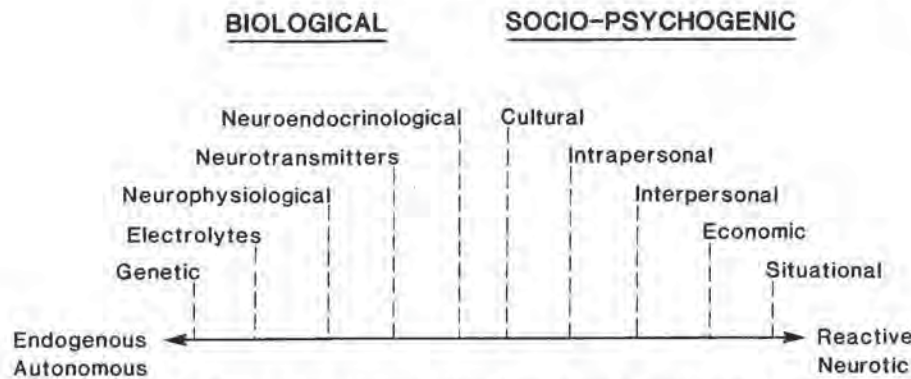 BIOLOGICAL SOCIO-PSYCHOGENIC
Neuroendocrinological Cultural
Neurotransmitters Intrapersonal
Neurophysiological Interpersonal
Electrolytes Economic
Genetic Situational
Endogenous Reactive
Autonomous Neurotic